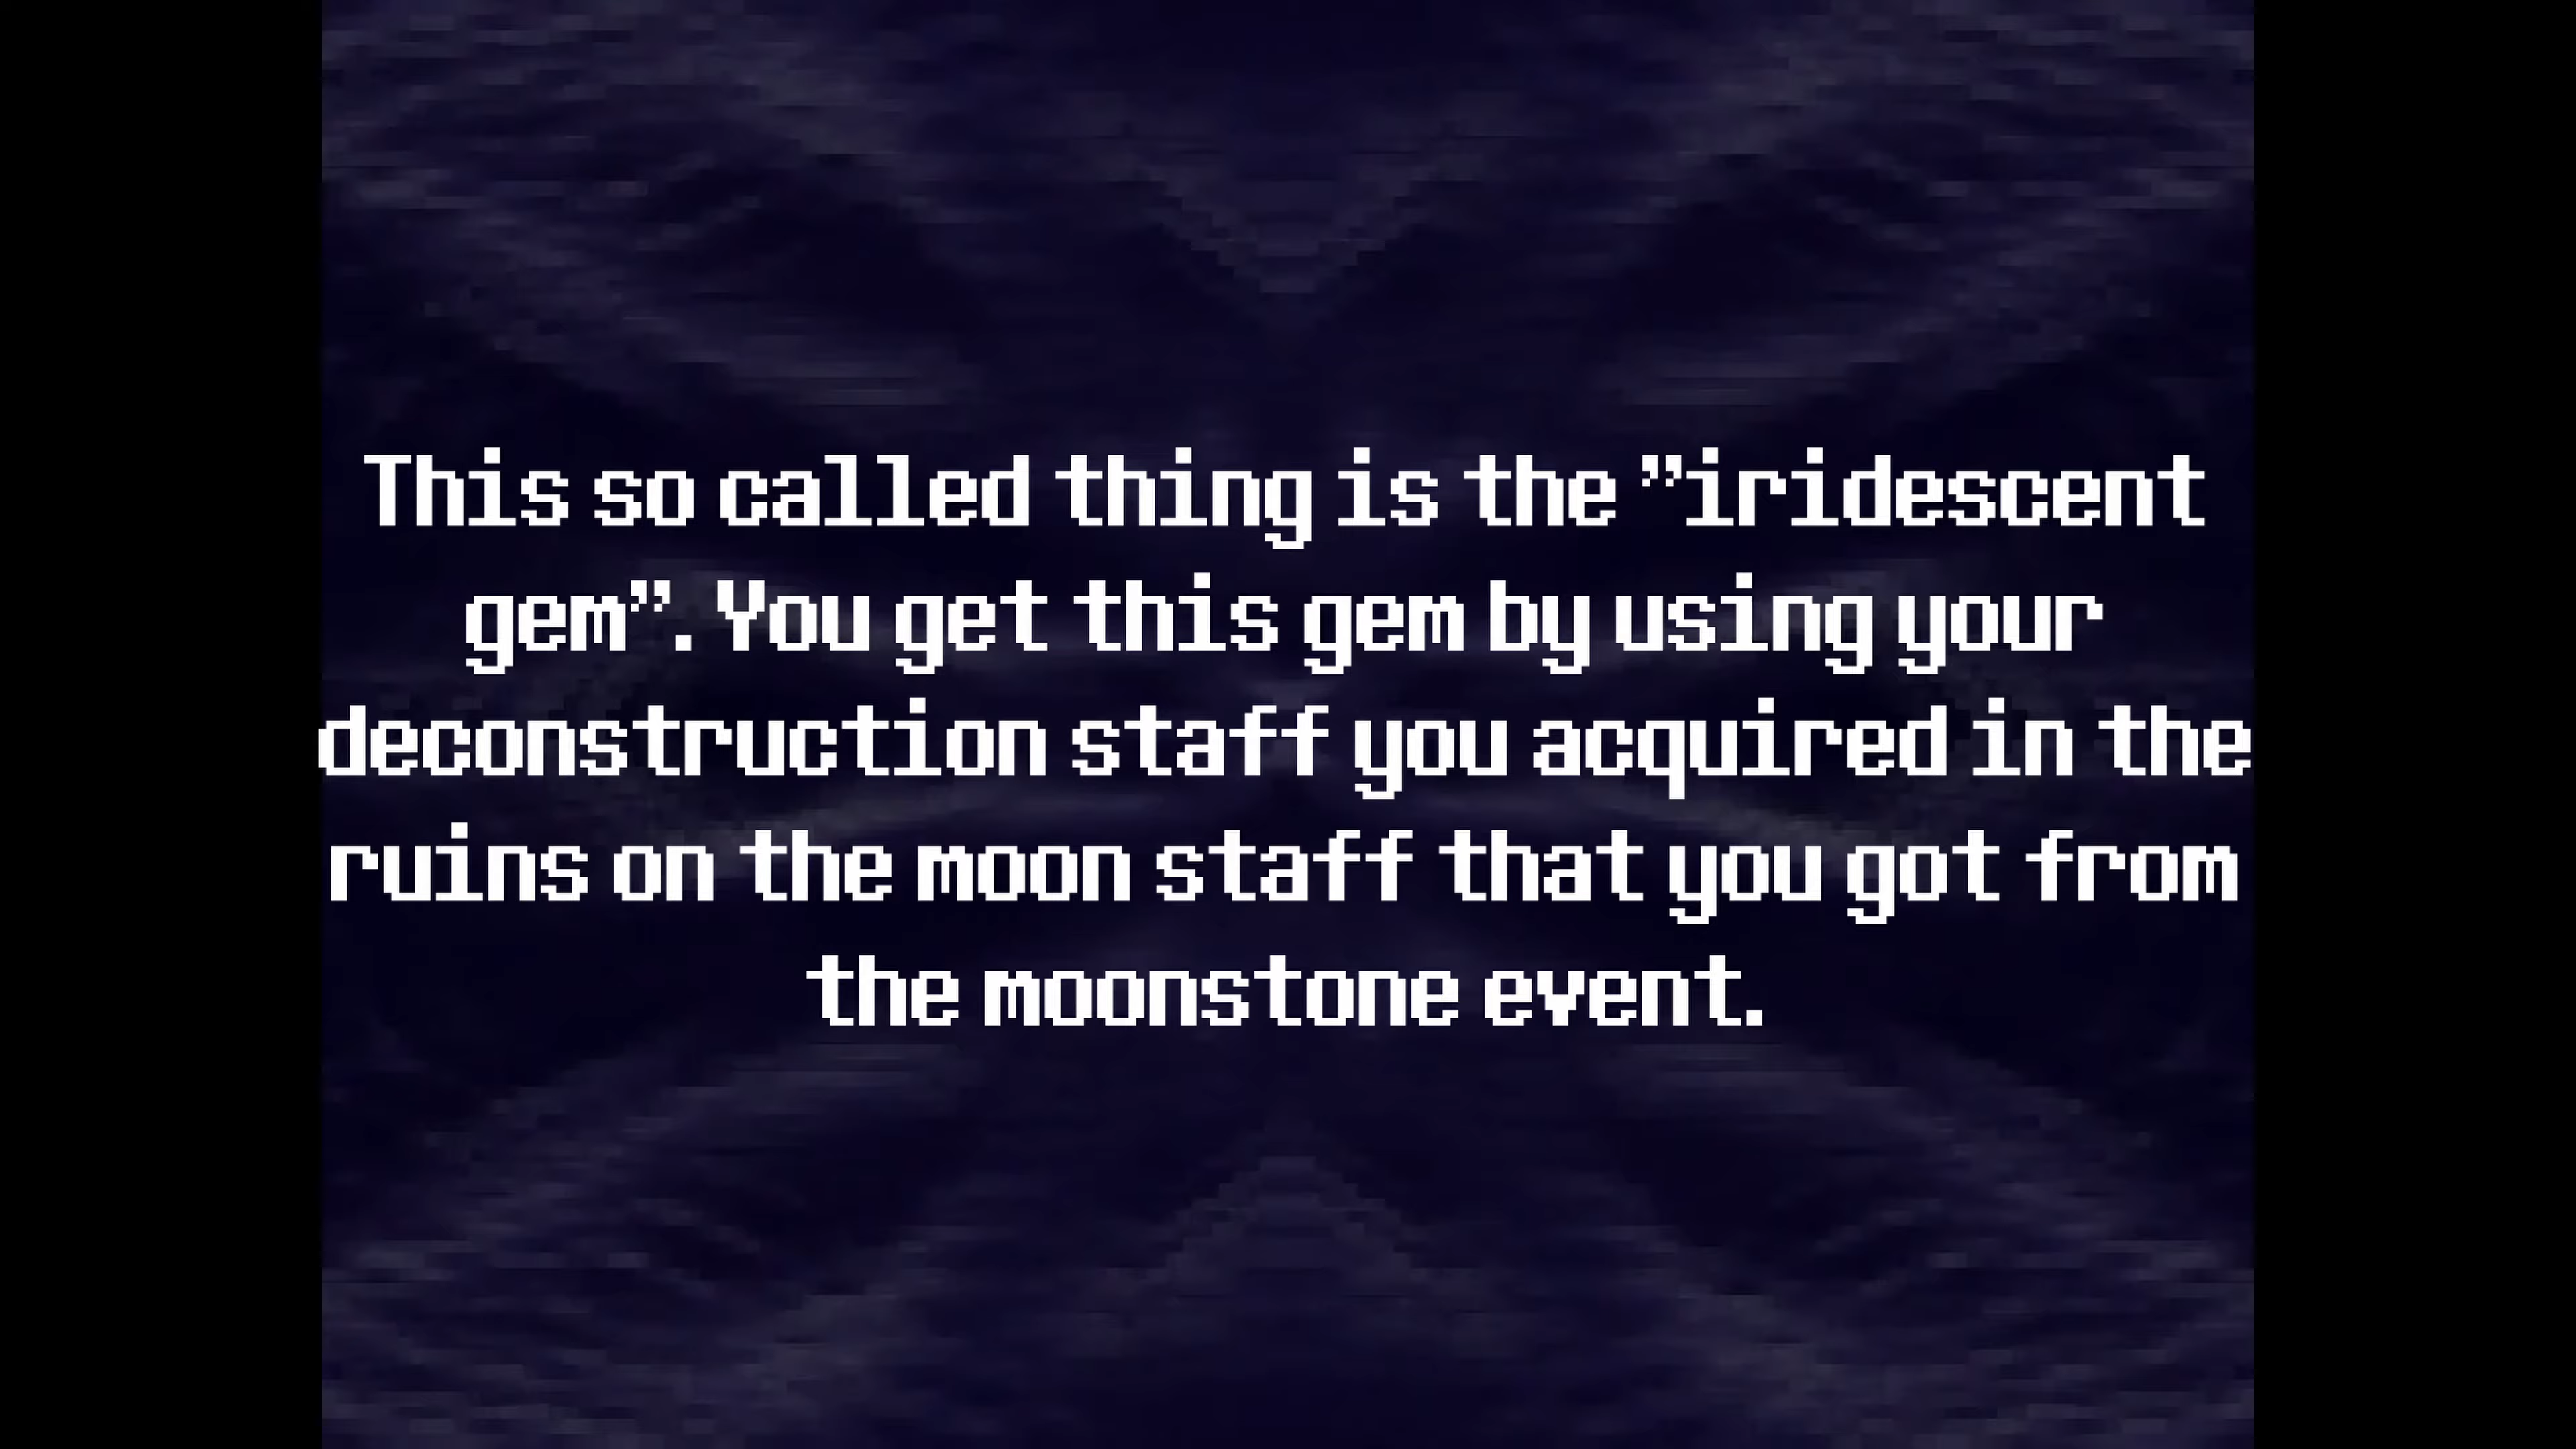 This so called thing is the ”iridescent
gem”. You get this gem by using your
deconstruction staff you acquired in the
ruins on the moon staff that you got from
the moonstone event.